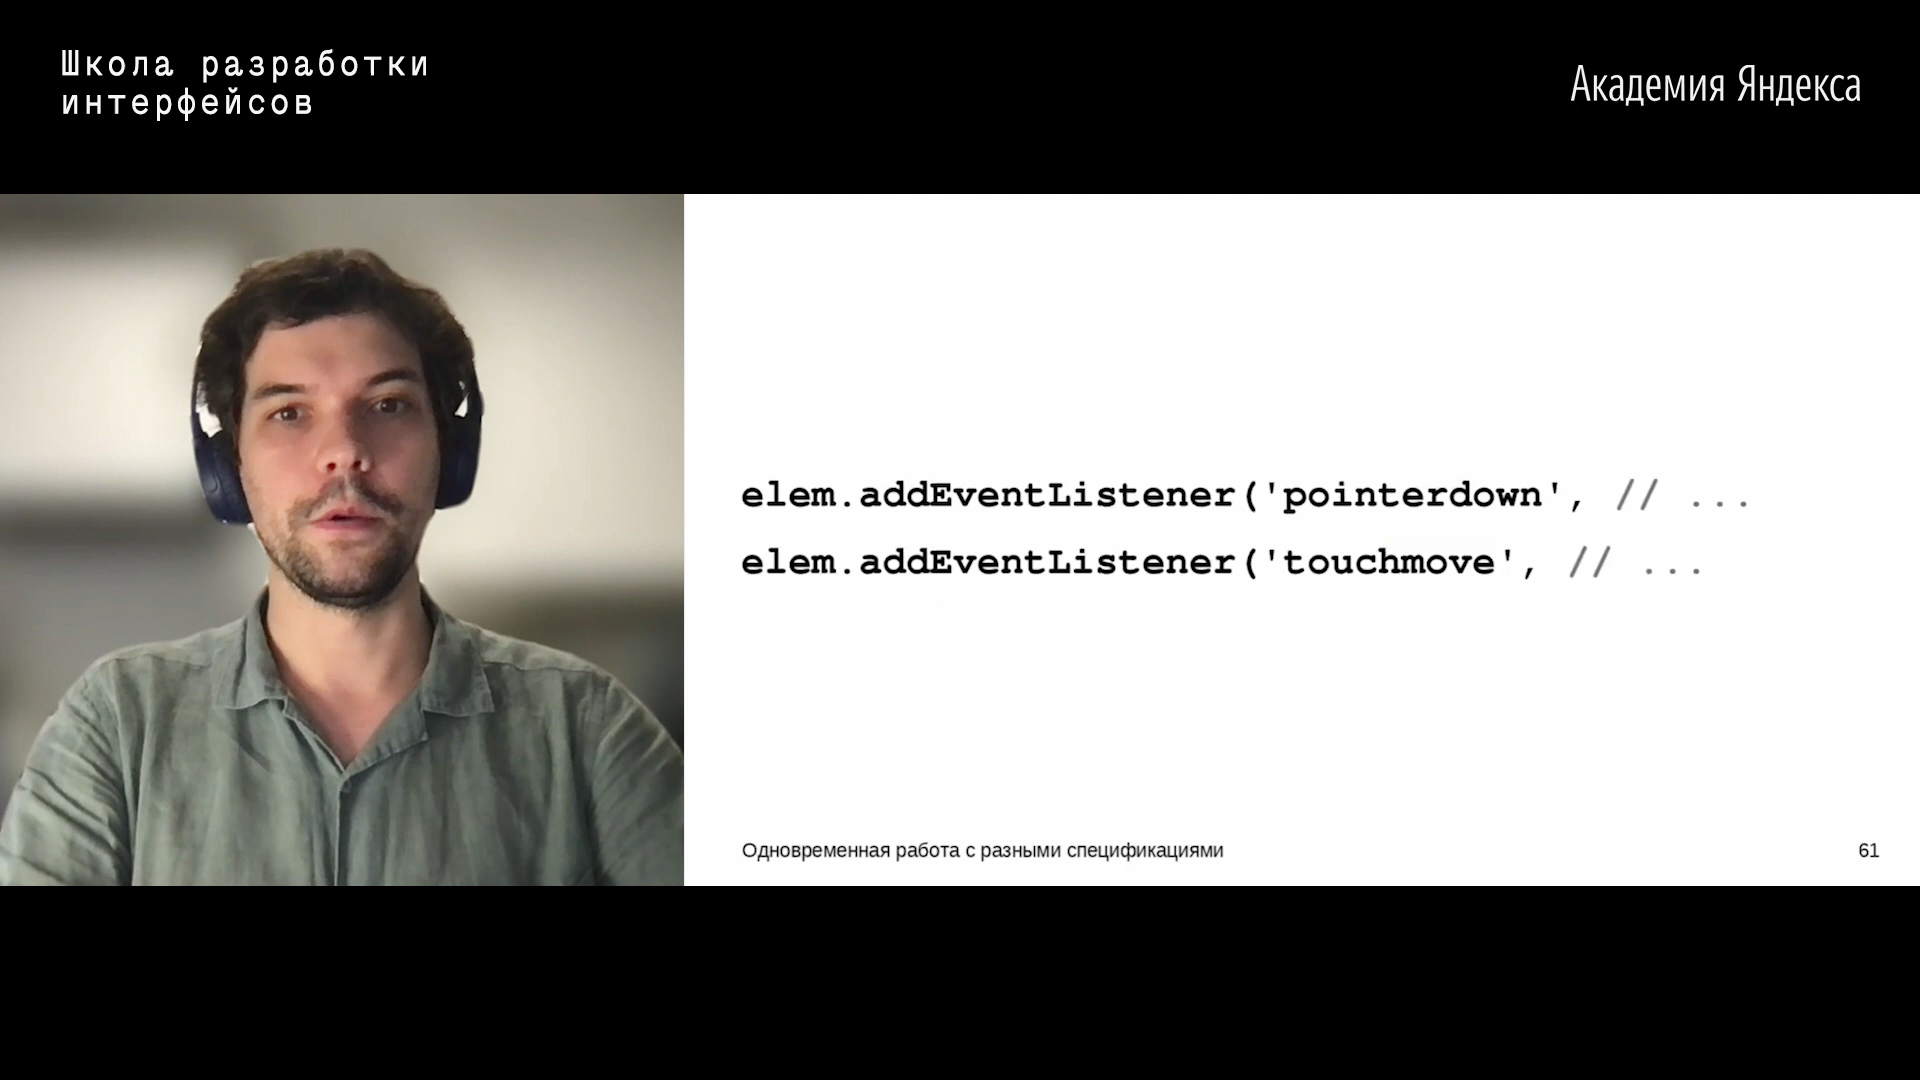 Школа разработки
интерфейсов
Академия Яндекса
elem.addEventListener('pointerdown', // ...
elem.addEventListener('touchmove', // ...
Одновременная работа с разными спецификациями
61